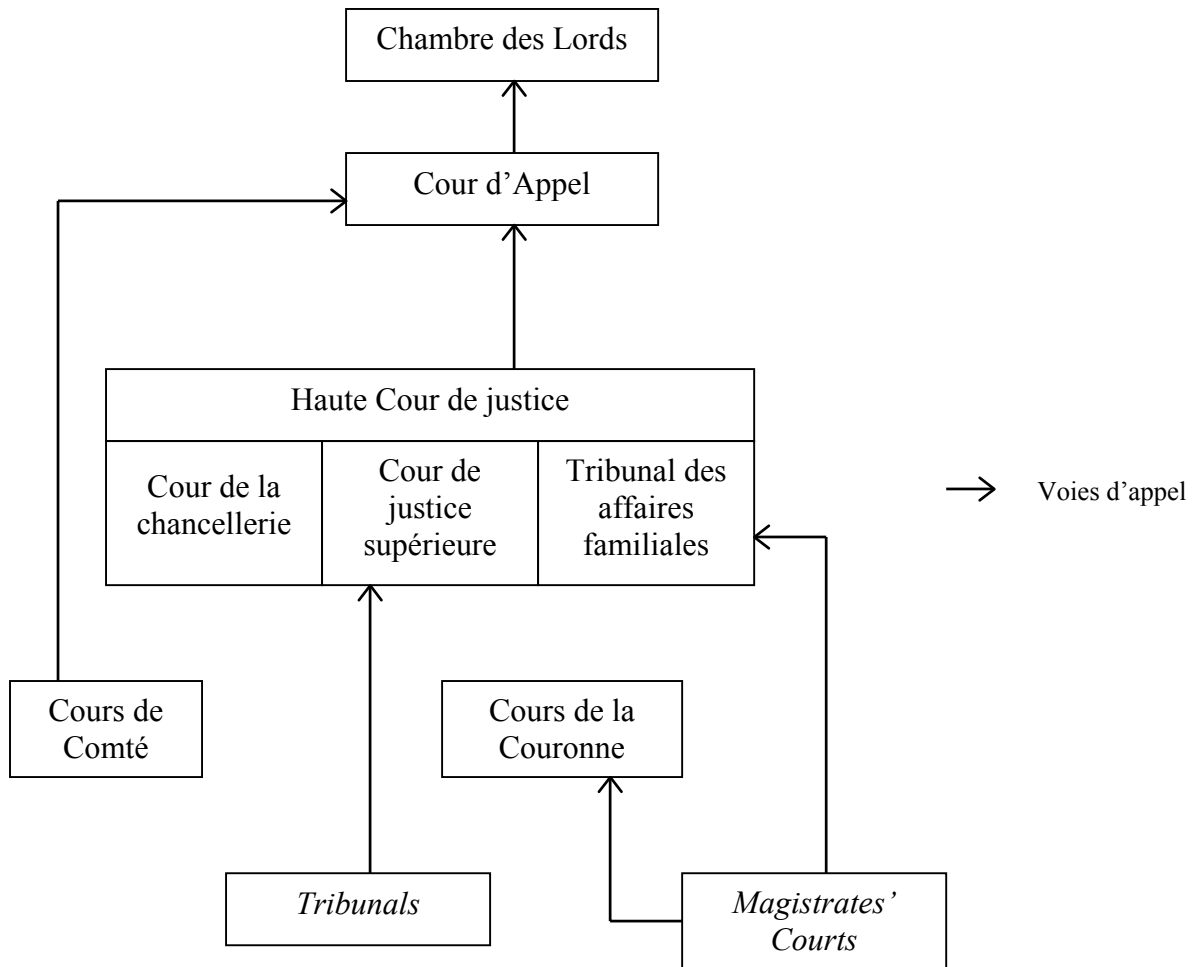 Chambre des Lords
Cour d’Appel
Haute Cour de justice
Cour de la
chancellerie
Cour de
justice
supérieure
Tribunal des
affaires
familiales
Voies d’appel
Cours de
Comté
Cours de la
Couronne
Tribunals
Magistrates’
Courts